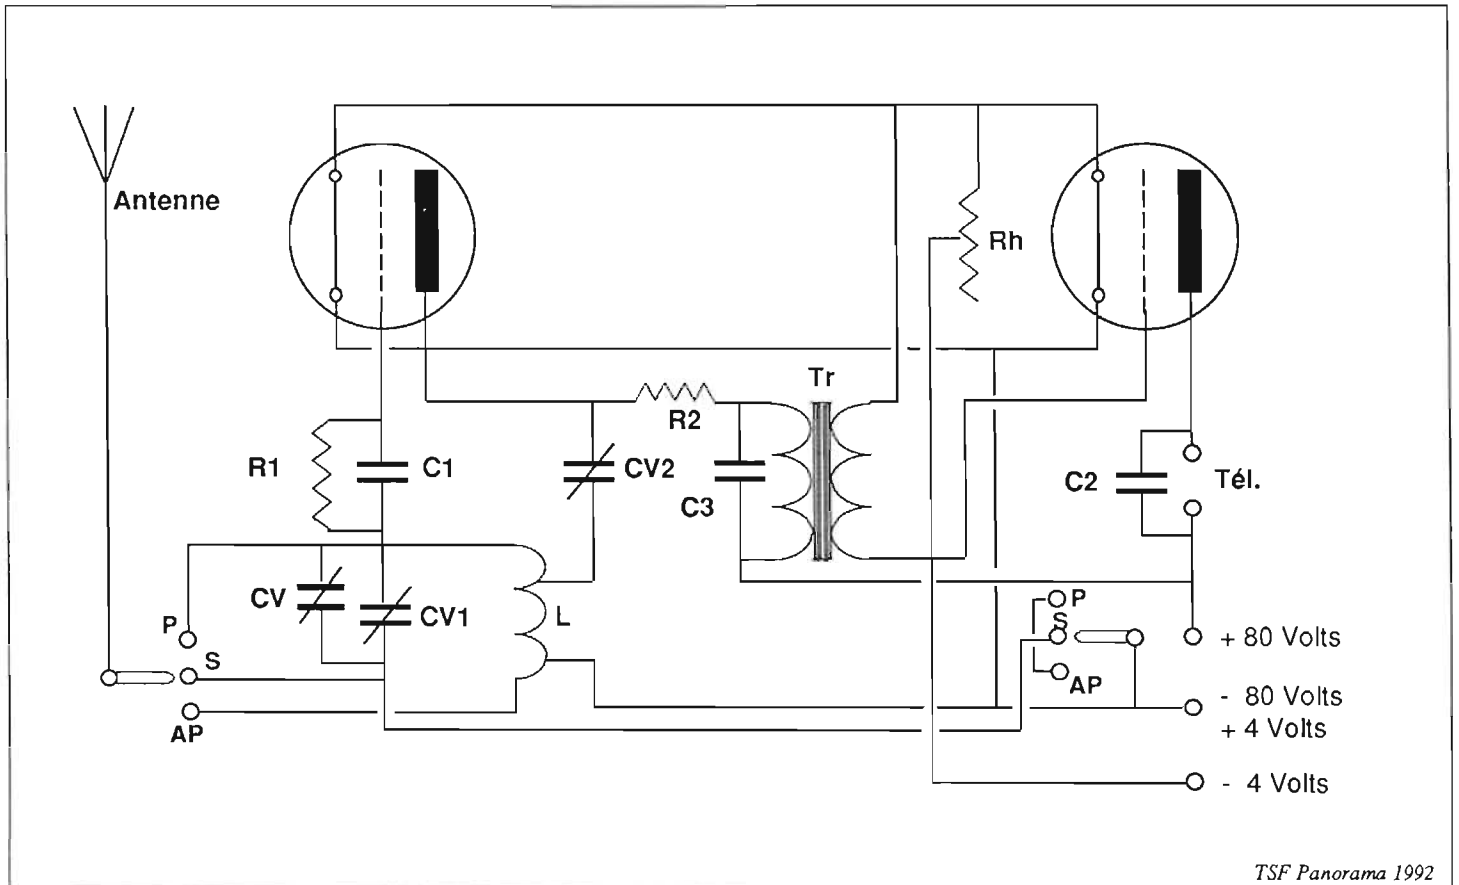 Antenne
Rh
Tr
R2
R1
C1
CV2
C3
C2
Tél.
CV
CV1
L
P
S
AP
P
S
AP
+ 80 Volts
- 80 Volts
+ 4 Volts
- 4 Volts
TSF Panorama 1992